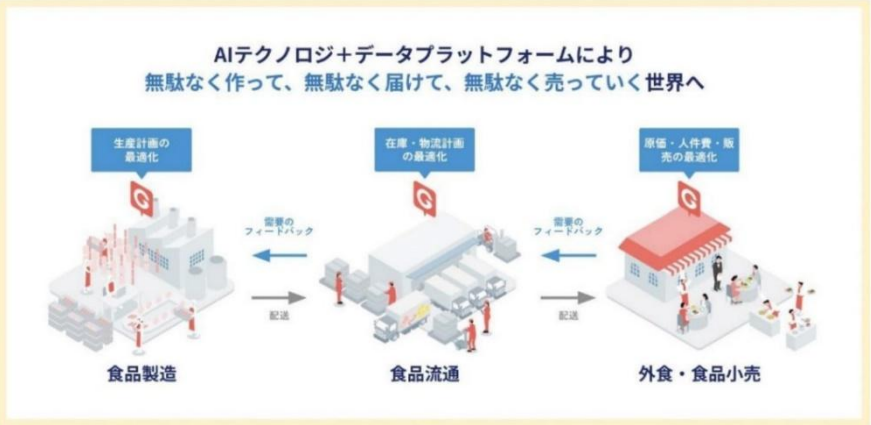 AIテクノロジ＋データプラットフォームにより
無駄なく作って、無駄なく届けて、無駄なく売っていく世界へ
生産計画の
最適化
在庫・物流計画
の最適化
原価・人件費・販
売の最適化
需要の
フィードバック
需要の
フィードバック
配送
配送
食品製造
食品流通
外食・食品小売